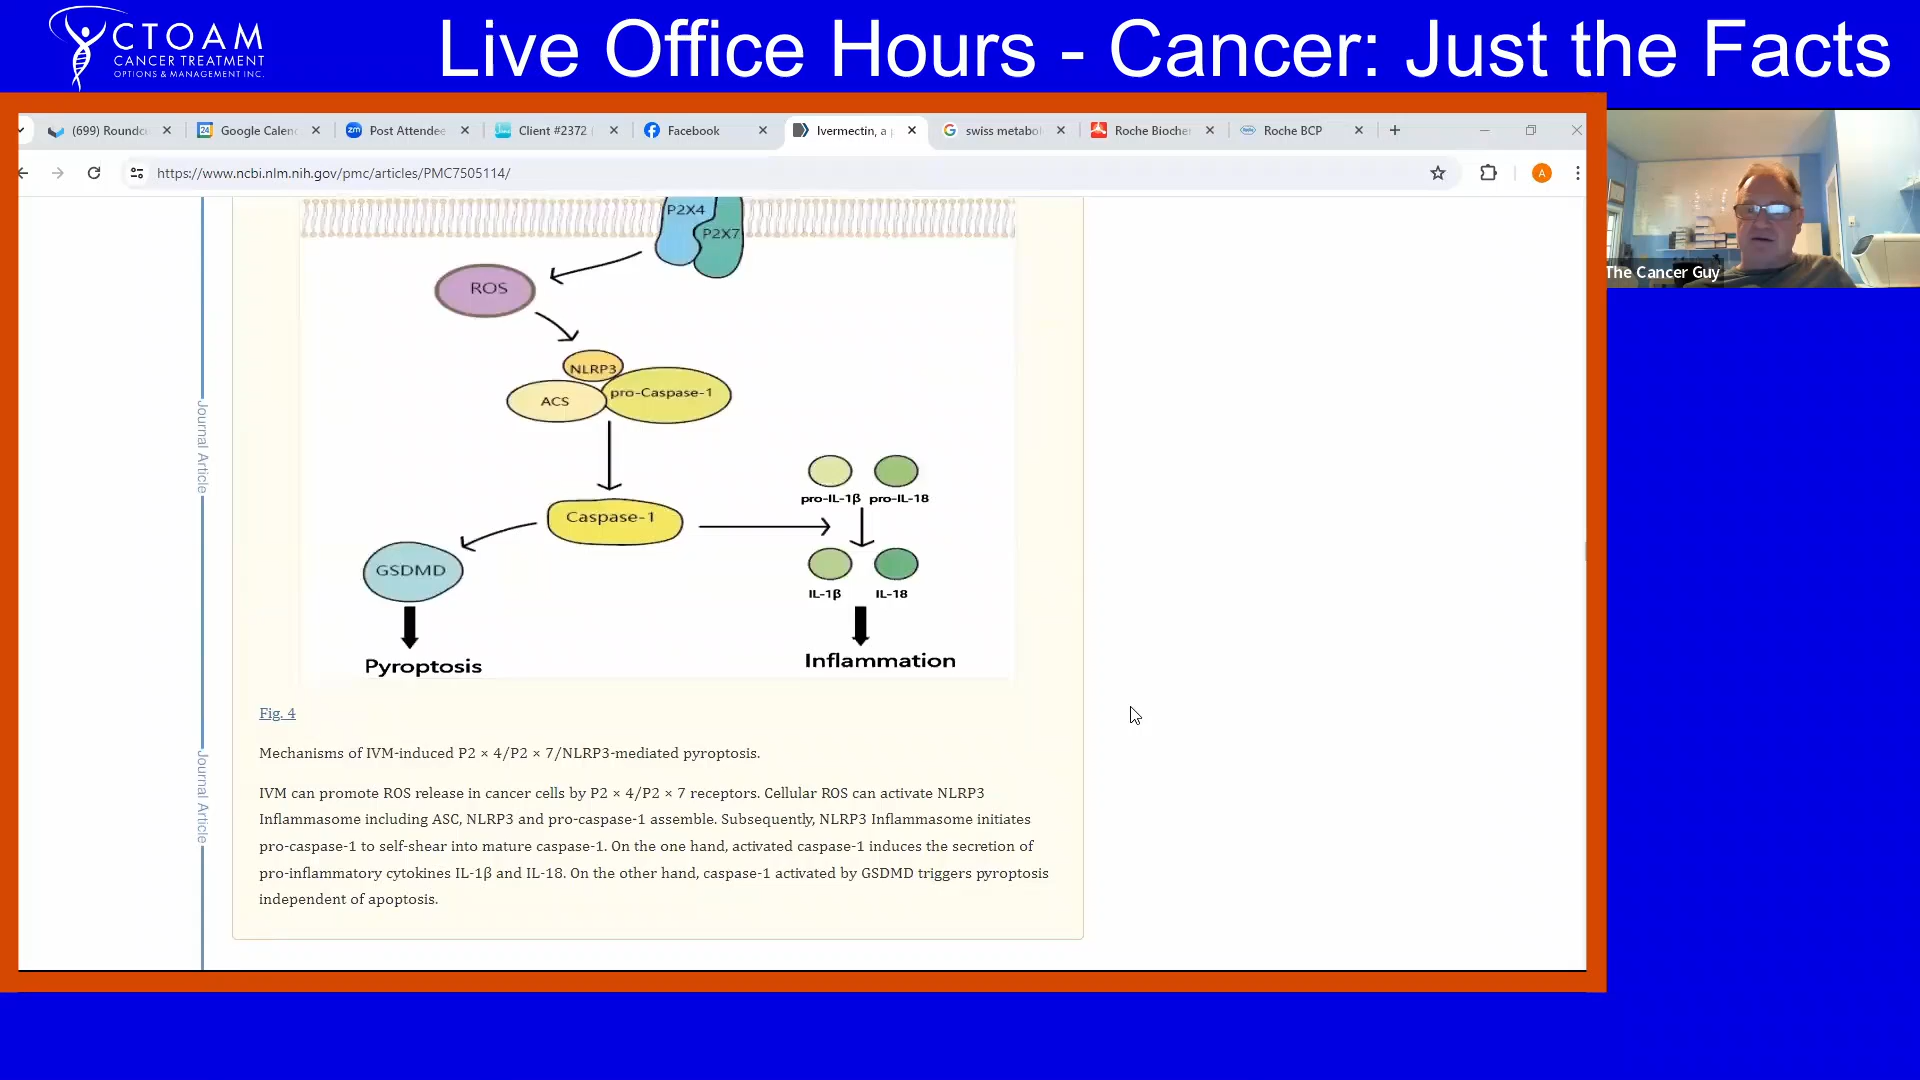 CTOAM
CANCER TREATMENT
OPTIONS & MANAGEMENT INC.
Live Office Hours - Cancer: Just the Facts
(699) Roundc
Google Calen
Post Attendee
Client #2372
Facebook
Ivermectin, a
swiss metabol
Roche Bioche
Roche BCP
https://www.ncbi.nlm.nih.gov/pmc/articles/PMC7505114/
A
The Cancer Guy
P2X4
P2X7
ROS
NLRP3
ACS
pro-Caspase-1
Caspase-1
pro-IL-1β pro-IL-18
GSDMD
IL-1β IL-18
Pyroptosis
Inflammation
Journal Article
Journal Article
Fig. 4
Mechanisms of IVM-induced P2 × 4/P2 × 7/NLRP3-mediated pyroptosis.
IVM can promote ROS release in cancer cells by P2 × 4/P2 × 7 receptors. Cellular ROS can activate NLRP3
Inflammasome including ASC, NLRP3 and pro-caspase-1 assemble. Subsequently, NLRP3 Inflammasome initiates
pro-caspase-1 to self-shear into mature caspase-1. On the one hand, activated caspase-1 induces the secretion of
pro-inflammatory cytokines IL-1β and IL-18. On the other hand, caspase-1 activated by GSDMD triggers pyroptosis
independent of apoptosis.